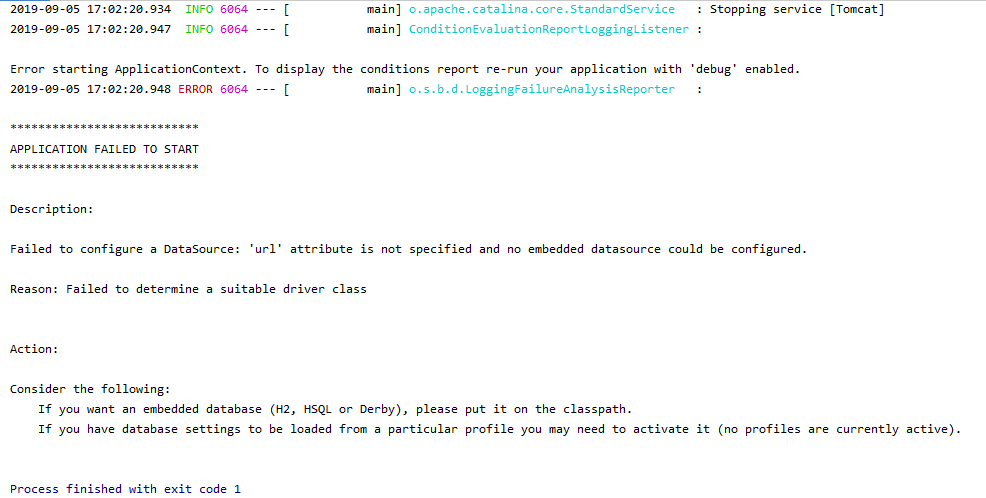 2019-09-05 17:02:20.934  INFO 6064 --- [           main] o.apache.catalina.core.StandardService   : Stopping service [Tomcat]
2019-09-05 17:02:20.947  INFO 6064 --- [           main] ConditionEvaluationReportLoggingListener :
Error starting ApplicationContext. To display the conditions report re-run your application with 'debug' enabled.
2019-09-05 17:02:20.948 ERROR 6064 --- [           main] o.s.b.d.LoggingFailureAnalysisReporter   :
***************************
APPLICATION FAILED TO START
***************************
Description:
Failed to configure a DataSource: 'url' attribute is not specified and no embedded datasource could be configured.
Reason: Failed to determine a suitable driver class
Action:
Consider the following:
    If you want an embedded database (H2, HSQL or Derby), please put it on the classpath.
    If you have database settings to be loaded from a particular profile you may need to activate it (no profiles are currently active).
Process finished with exit code 1